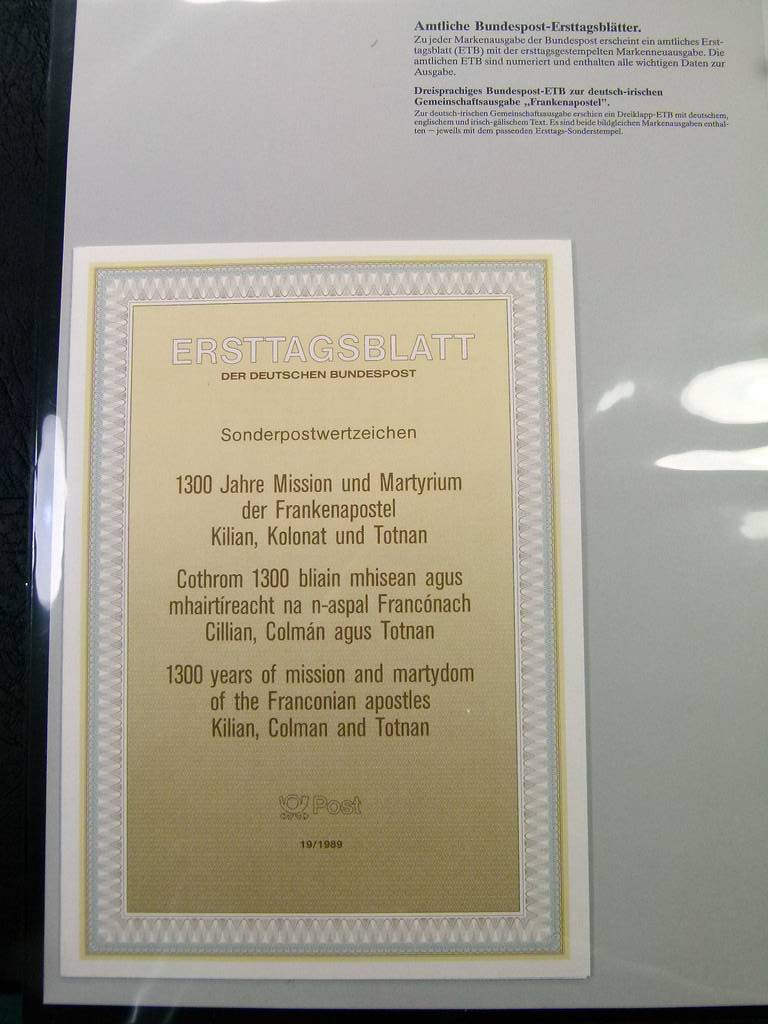 Amtliche Bundespost-Ersttagsblätter.
Zu jeder Markenausgabe der Bundespost erscheint ein amtliches Erst-
tagsblatt (ETB) mit der ersttagsgestempelten Markenneuausgabe. Die
amtlichen ETB sind numeriert und enthalten alle wichtigen Daten zur
Ausgabe.
Dreisprachiges Bundespost-ETB zur deutsch-irischen
Gemeinschaftsausgabe „Frankenapostel".
Zur deutsch-irischen Gemeinschaftsausgabe erschien ein Dreiklapp-ETB mit deutschem,
englischem und irisch-gälischem Text. Es sind beide bildgleichen Markenausgaben enthal-
ten — jeweils mit dem passenden Ersttags-Sonderstempel.
ERSTTAGSBLATT
DER DEUTSCHEN BUNDESPOST
Sonderpostwertzeichen
1300 Jahre Mission und Martyrium
der Frankenapostel
Kilian, Kolonat und Totnan
Cothrom 1300 bliain mhisean agus
mhairtíreacht na n-aspal Francónach
Cillian, Colmán agus Totnan
1300 years of mission and martydom
of the Franconian apostles
Kilian, Colman and Totnan
Post
19/1989